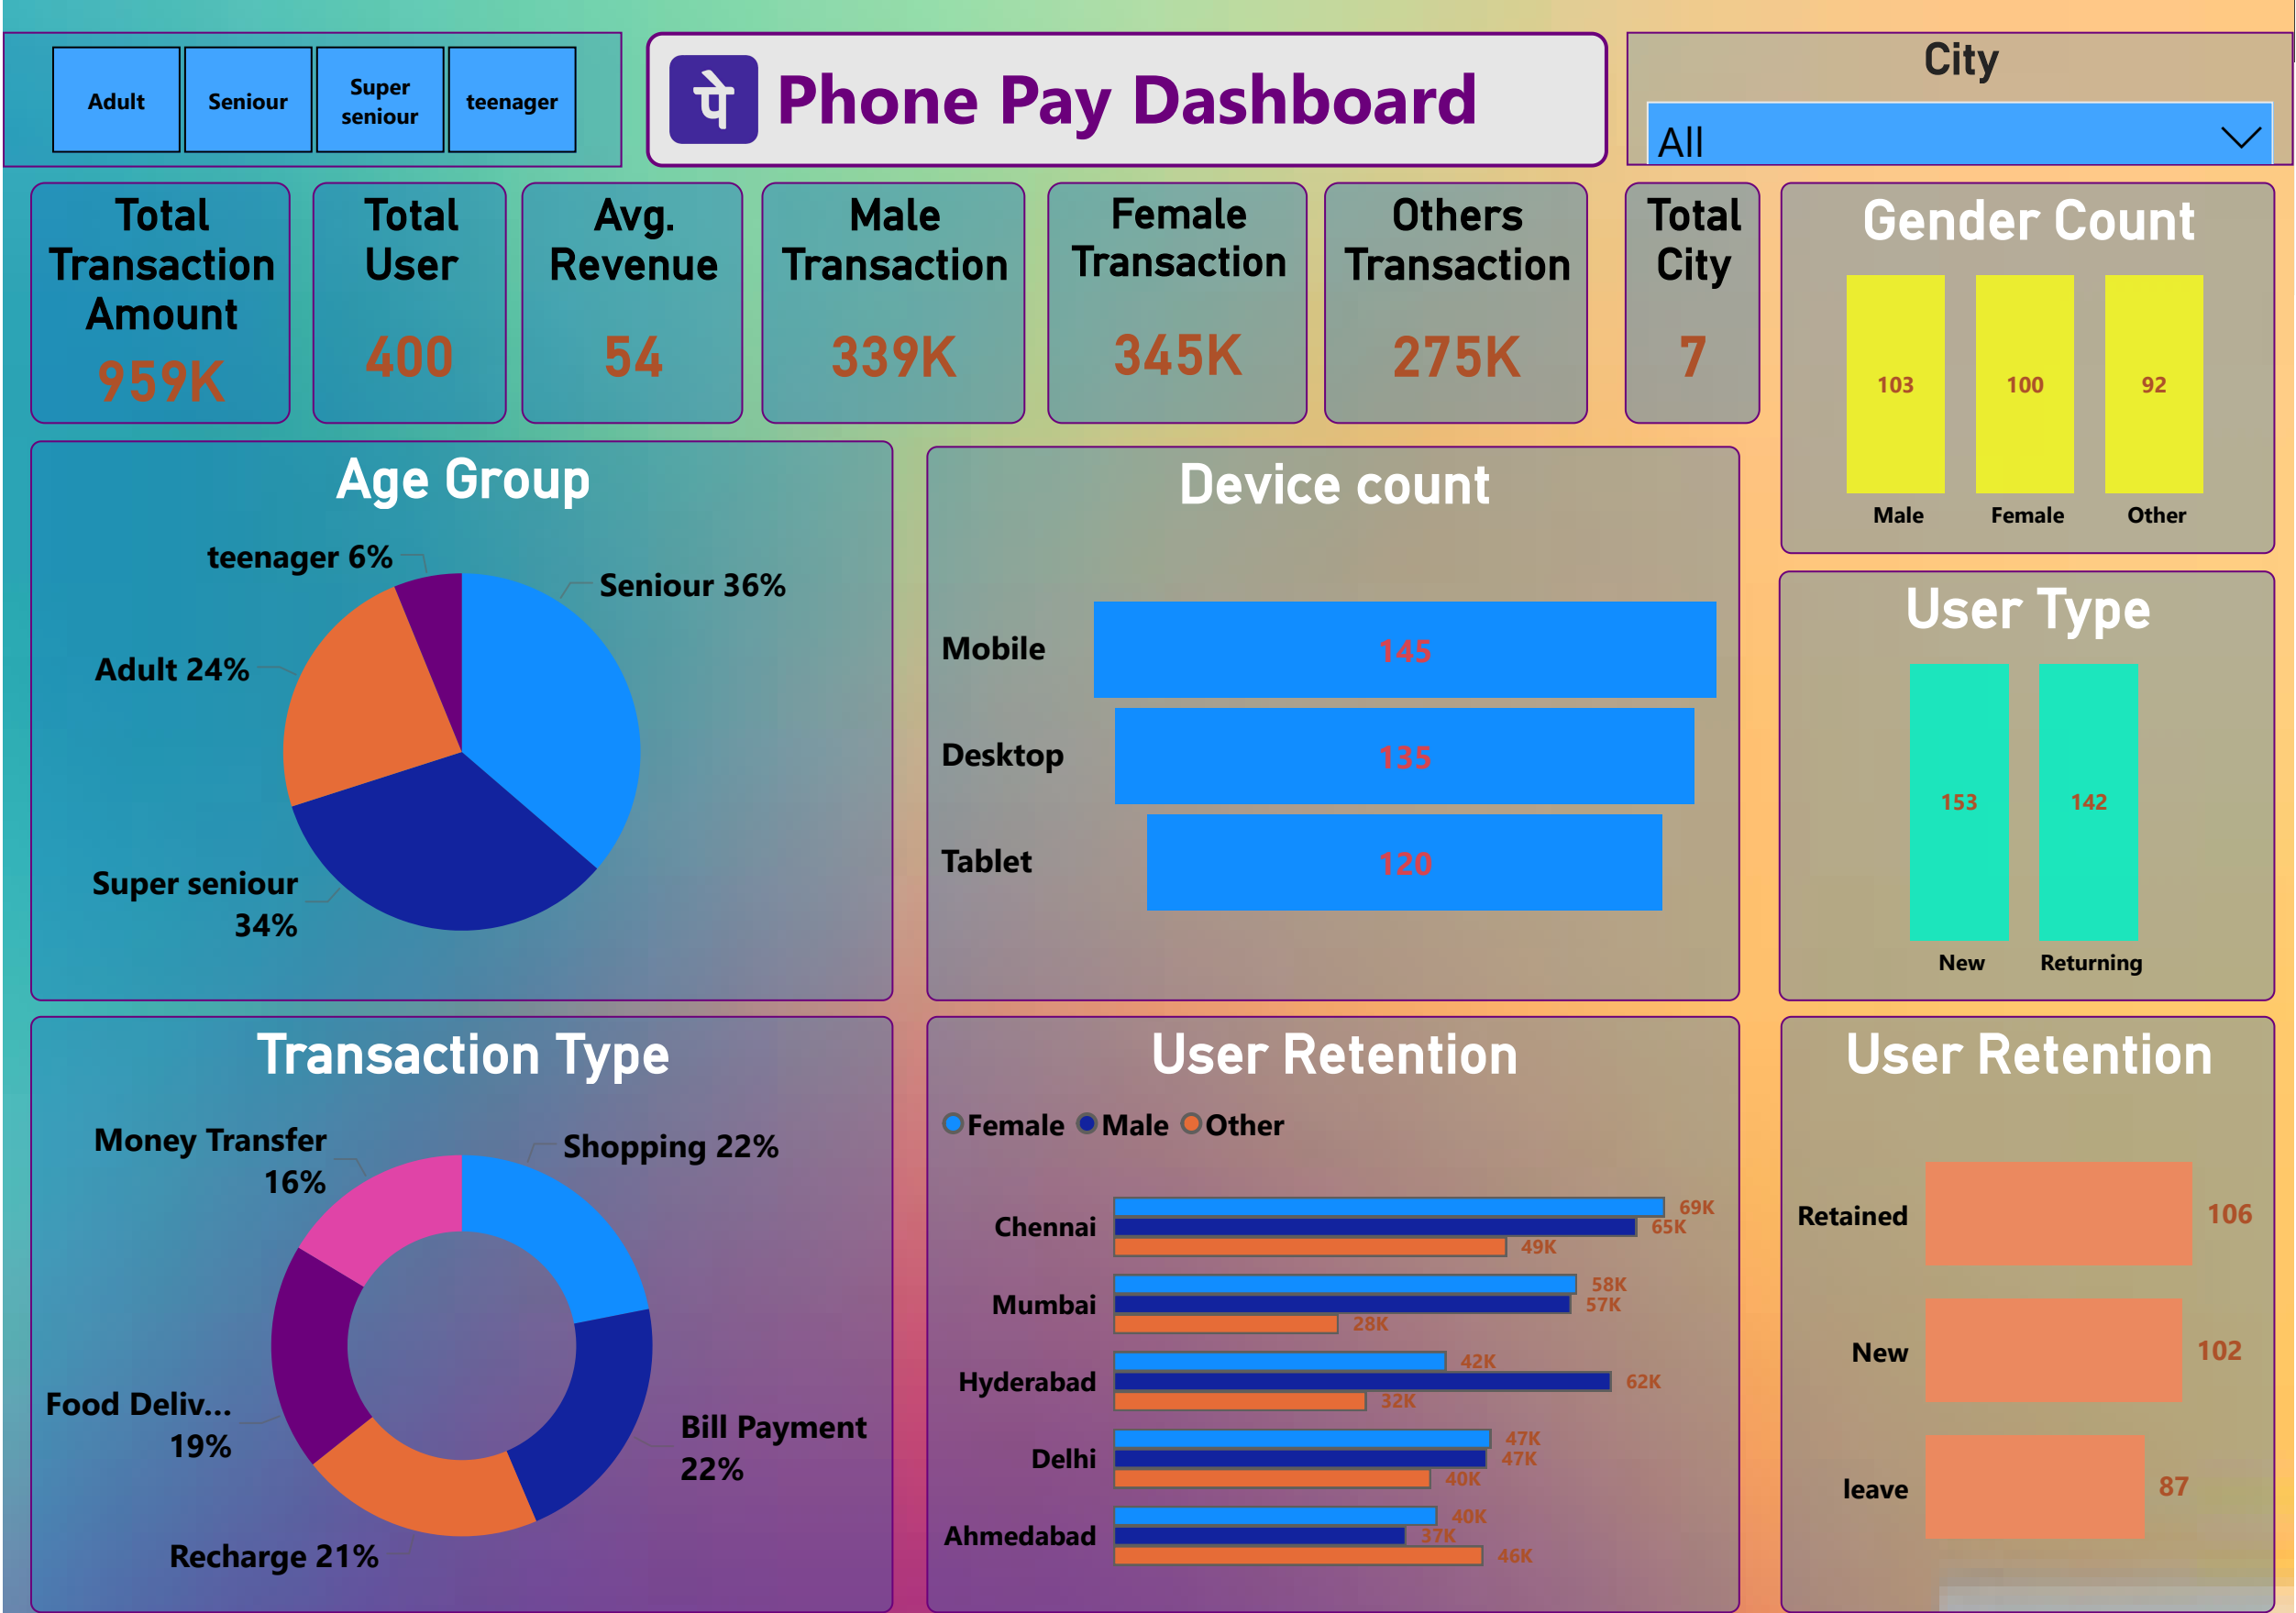 Adult
Seniour
Super
seniour
teenager
पे
Phone Pay Dashboard
City
All
Total
Transaction
Amount
959K
Total
User
400
Avg.
Revenue
54
Male
Transaction
339K
Female
Transaction
345K
Others
Transaction
275K
Total
City
7
Gender Count
103
100
92
Male
Female
Other
Age Group
teenager 6%
Seniour 36%
Adult 24%
Super seniour
34%
Device count
Mobile
145
Desktop
135
Tablet
120
User Type
153
142
New
Returning
Transaction Type
Money Transfer
16%
Shopping 22%
Food Deliv...
19%
Bill Payment
22%
Recharge 21%
User Retention
Female
Male
Other
Chennai
69K
65K
49K
Mumbai
58K
57K
28K
Hyderabad
42K
62K
32K
Delhi
47K
47K
40K
Ahmedabad
40K
37K
46K
User Retention
Retained
106
New
102
leave
87